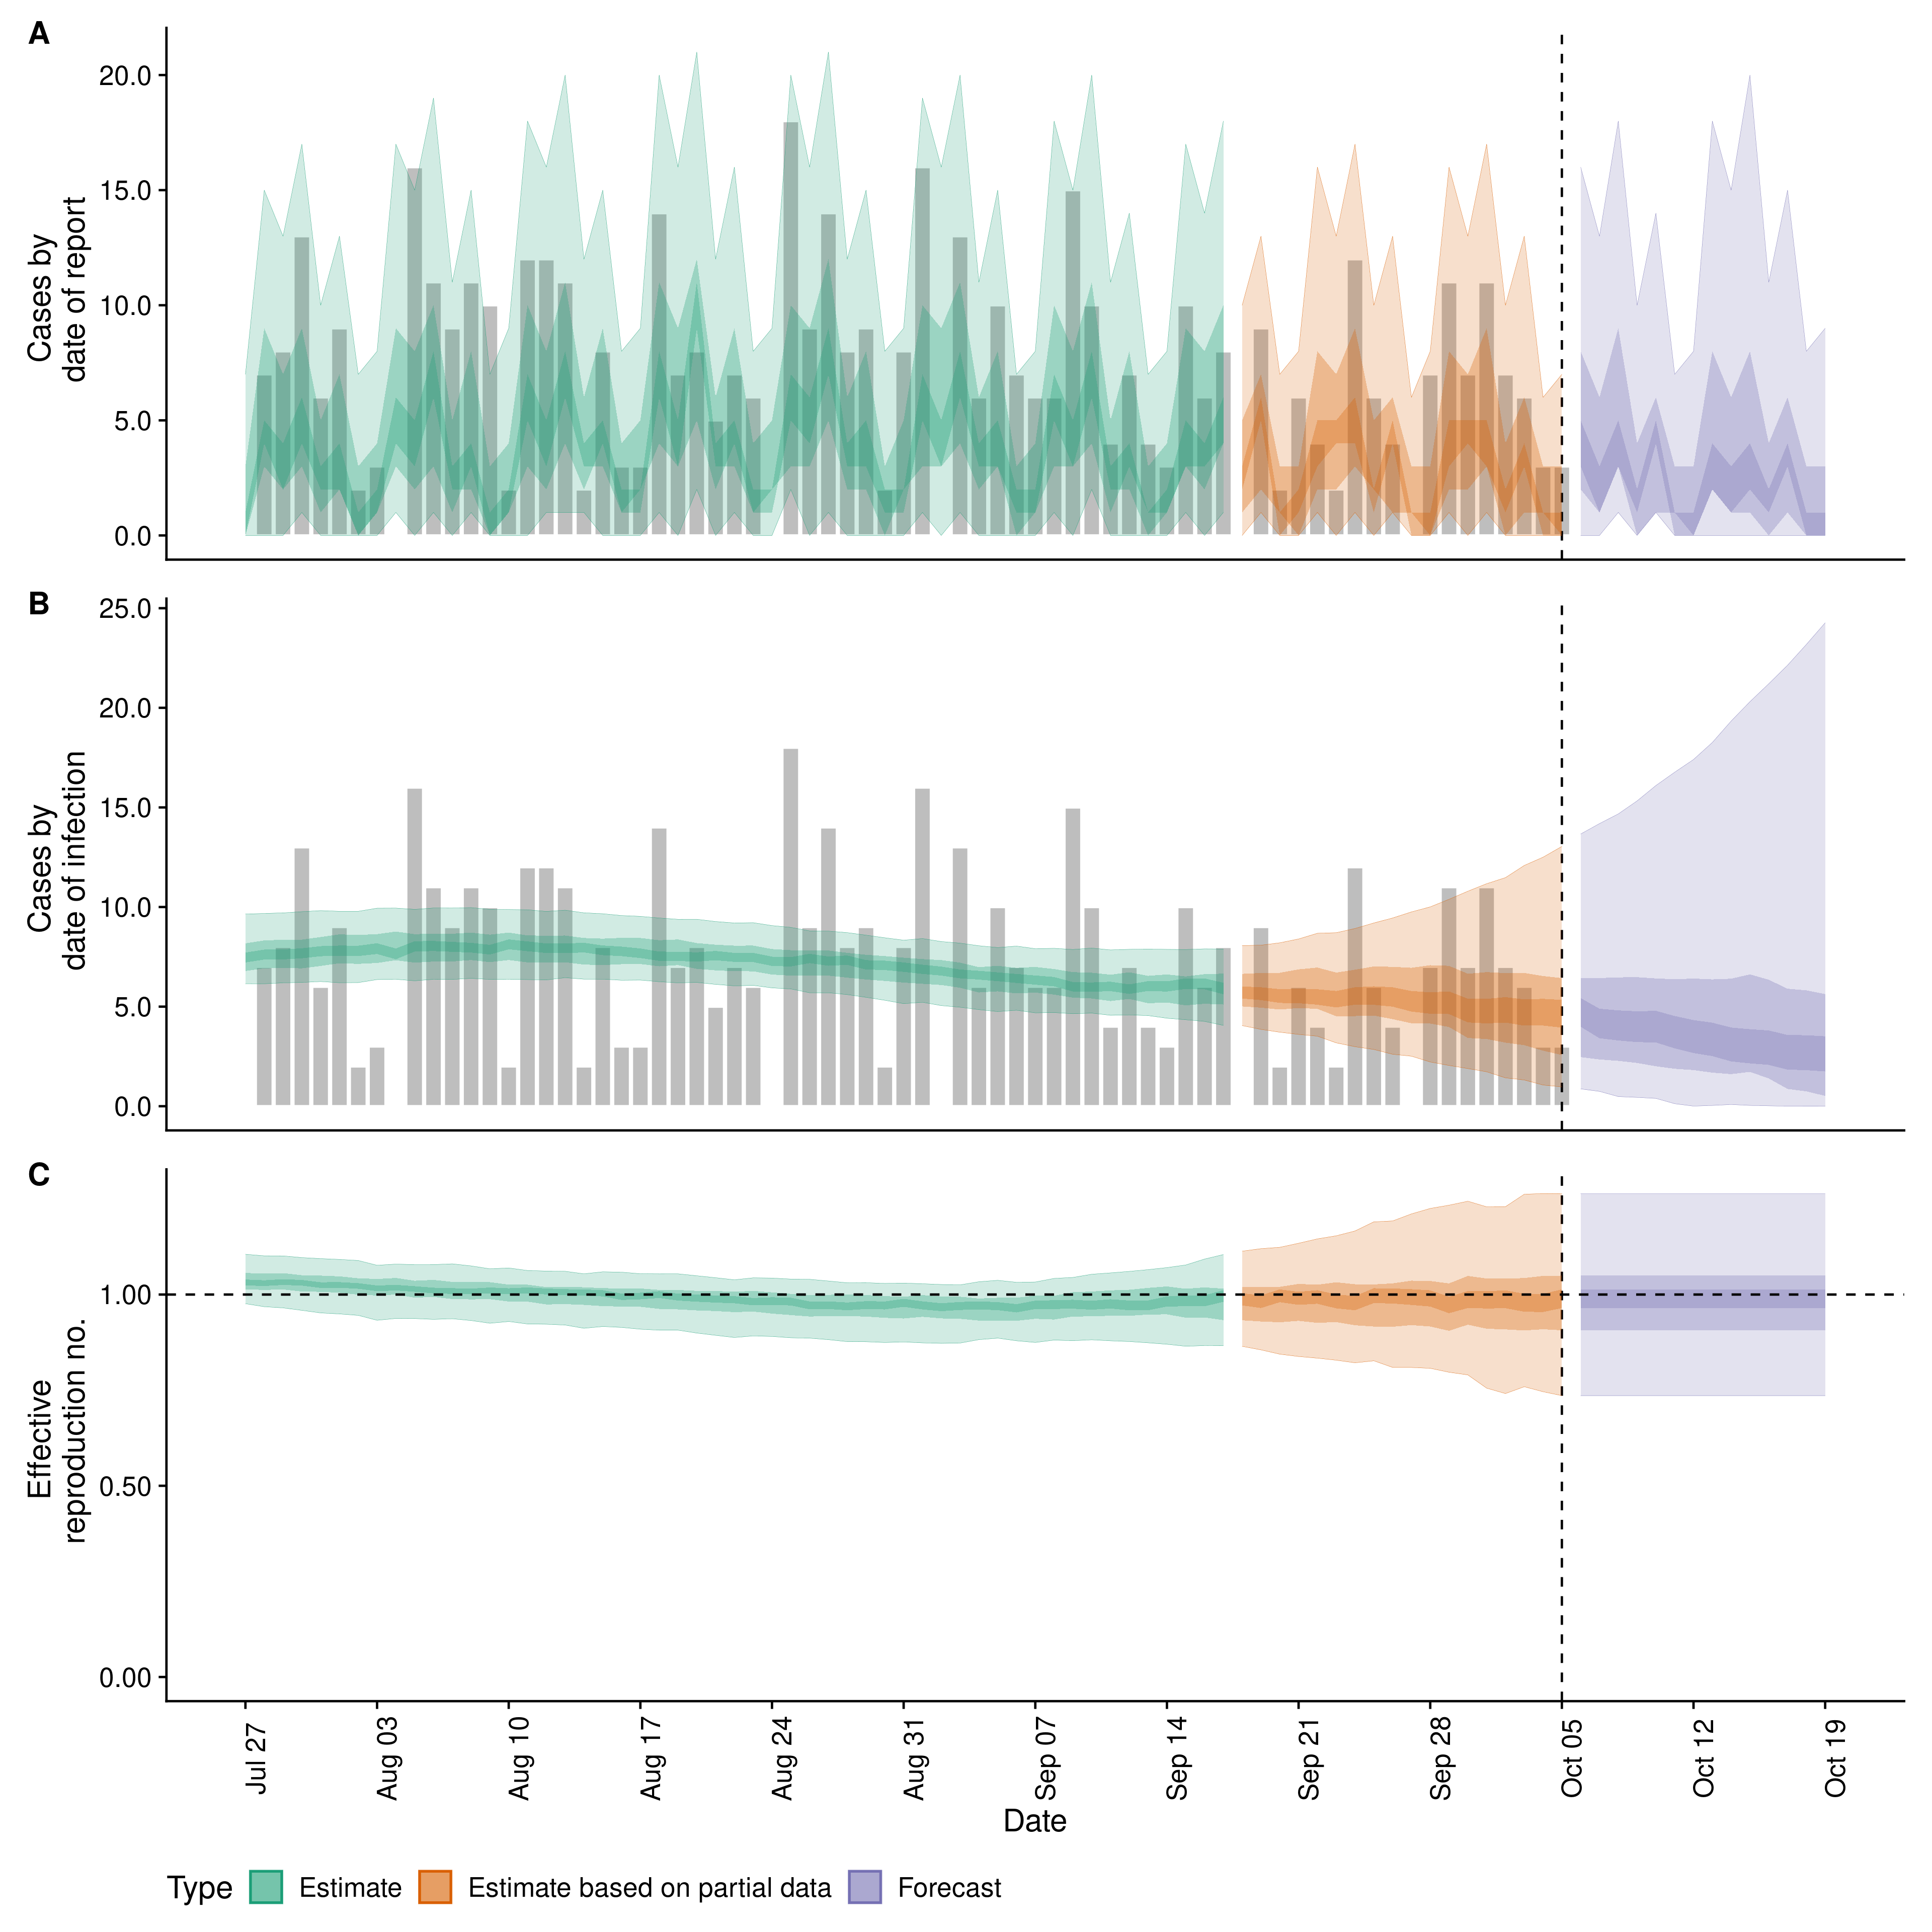 A
20.0
15.0
10.0
5.0
0.0
Cases by
date of report
B
25.0
20.0
15.0
10.0
5.0
0.0
Cases by
date of infection
C
1.00
0.50
0.00
Effective
reproduction no.
Jul 27
Aug 03
Aug 10
Aug 17
Aug 24
Aug 31
Sep 07
Sep 14
Sep 21
Sep 28
Oct 05
Oct 12
Oct 19
Date
Type Estimate Estimate based on partial data Forecast